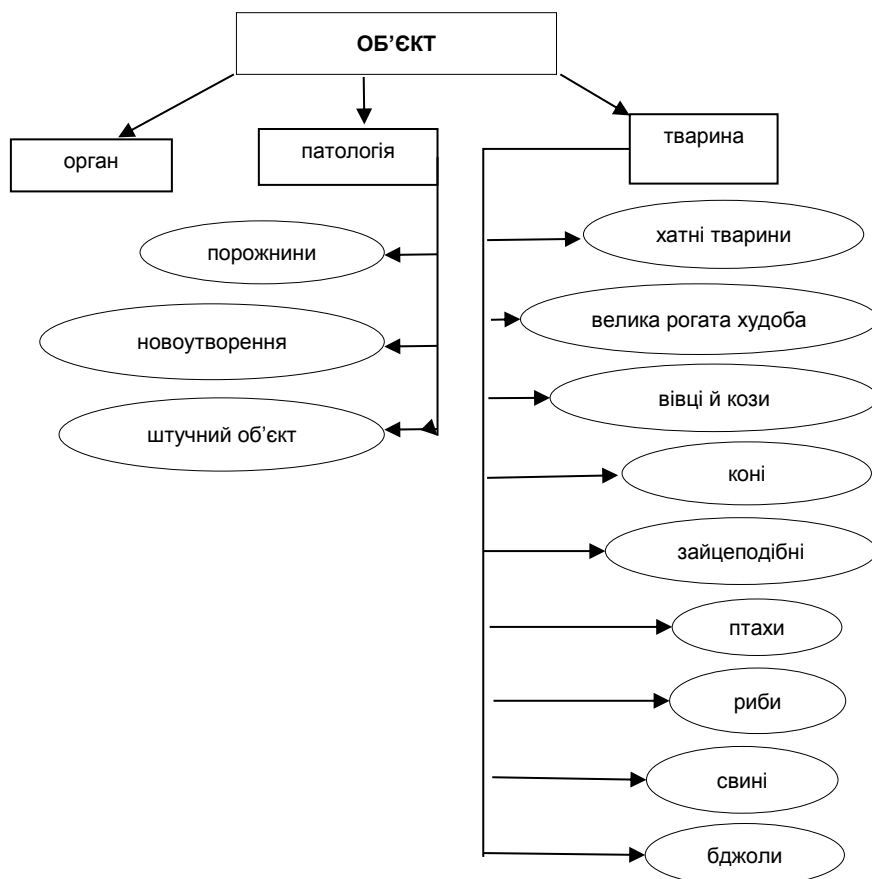 ОБ’ЄКТ
орган
патологія
тварина
порожнини
новоутворення
штучний об’єкт
хатні тварини
велика рогата худоба
вівці й кози
коні
зайцеподібні
птахи
риби
свині
бджоли